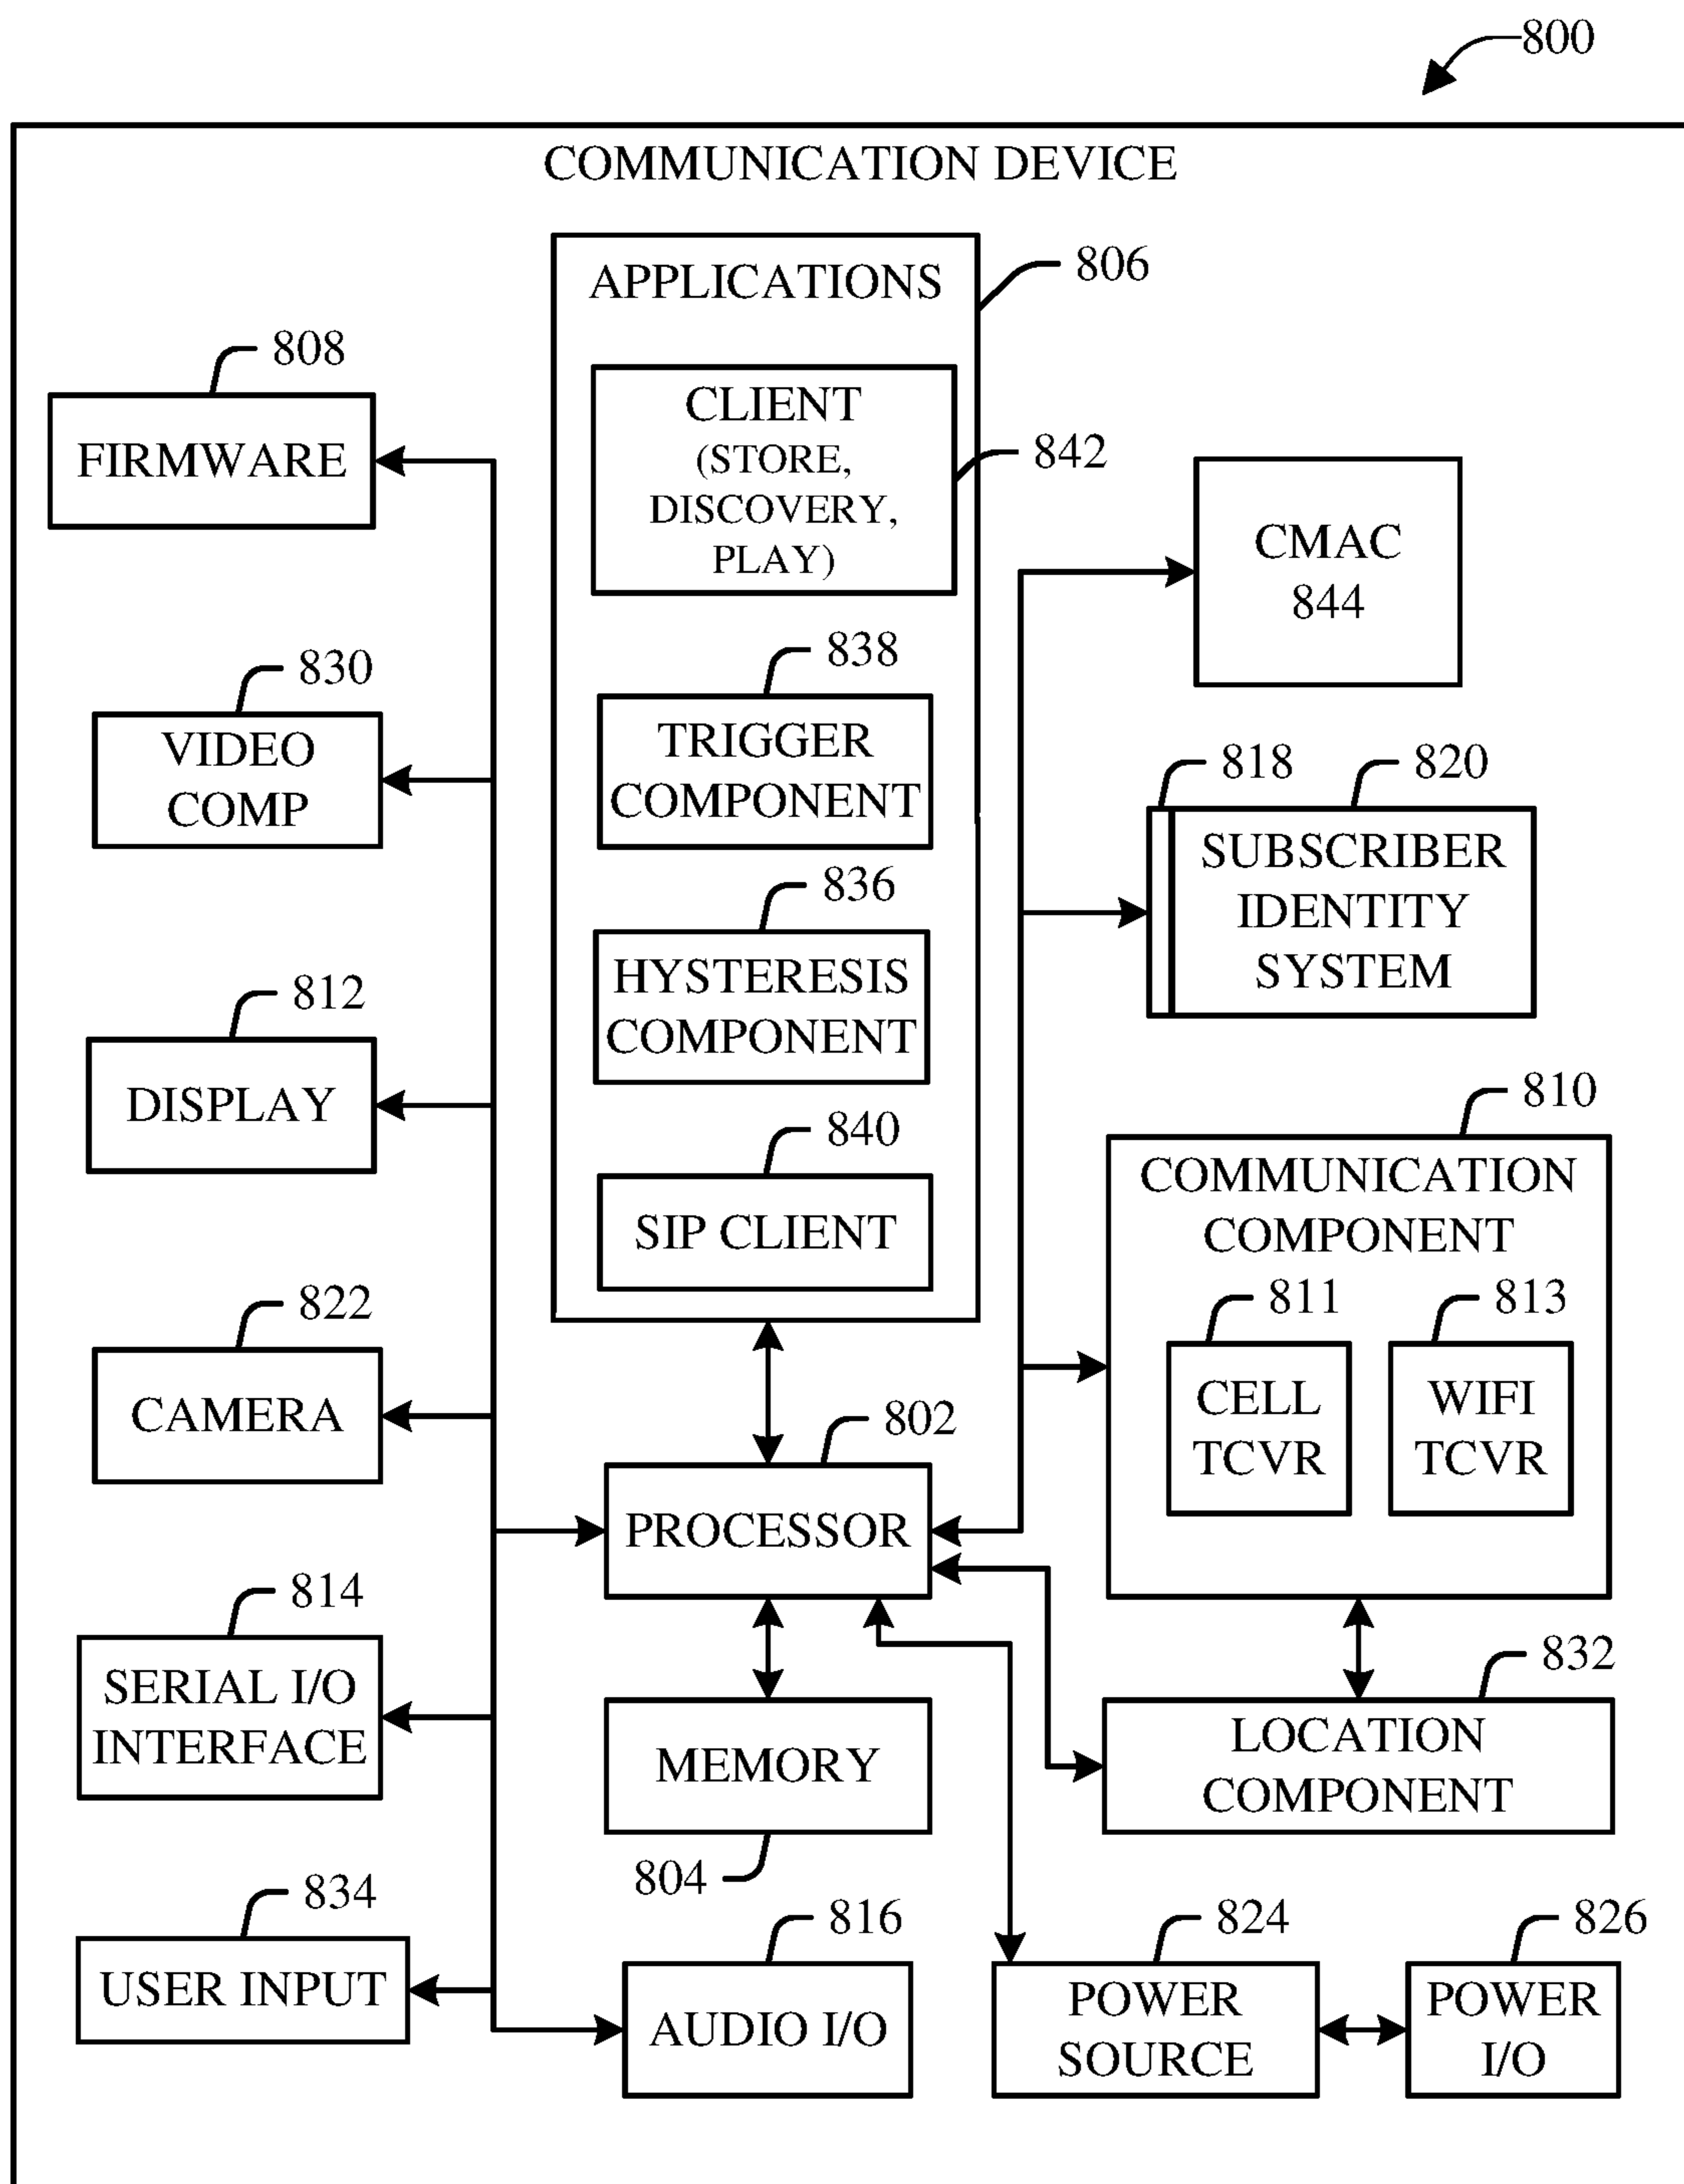 800
COMMUNICATION DEVICE
APPLICATIONS
806
CLIENT
(STORE,
DISCOVERY,
PLAY)
842
838
TRIGGER
COMPONENT
836
HYSTERESIS
COMPONENT
840
SIP CLIENT
808
FIRMWARE
830
VIDEO
COMP
812
DISPLAY
822
CAMERA
814
SERIAL I/O
INTERFACE
834
USER INPUT
802
PROCESSOR
MEMORY
804
816
AUDIO I/O
CMAC
844
818
820
SUBSCRIBER
IDENTITY
SYSTEM
810
COMMUNICATION
COMPONENT
811
CELL
TCVR
813
WIFI
TCVR
832
LOCATION
COMPONENT
824
POWER
SOURCE
826
POWER
I/O